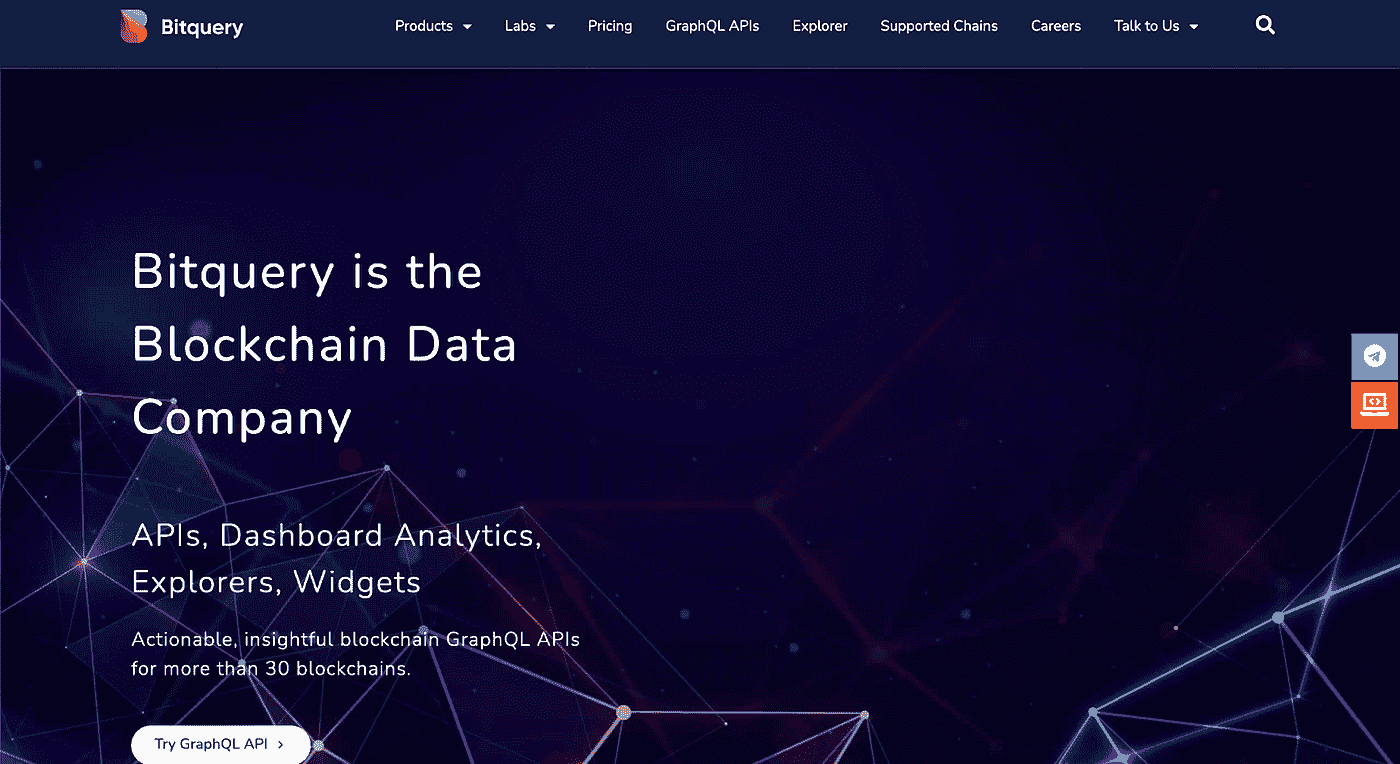 Bitquery Products Labs Pricing GraphQL APIs Explorer Supported Chains Careers Talk to Us
Bitquery is the
Blockchain Data
Company
APIs, Dashboard Analytics,
Explorers, Widgets
Actionable, insightful blockchain GraphQL APIs
for more than 30 blockchains.
Try GraphQL API